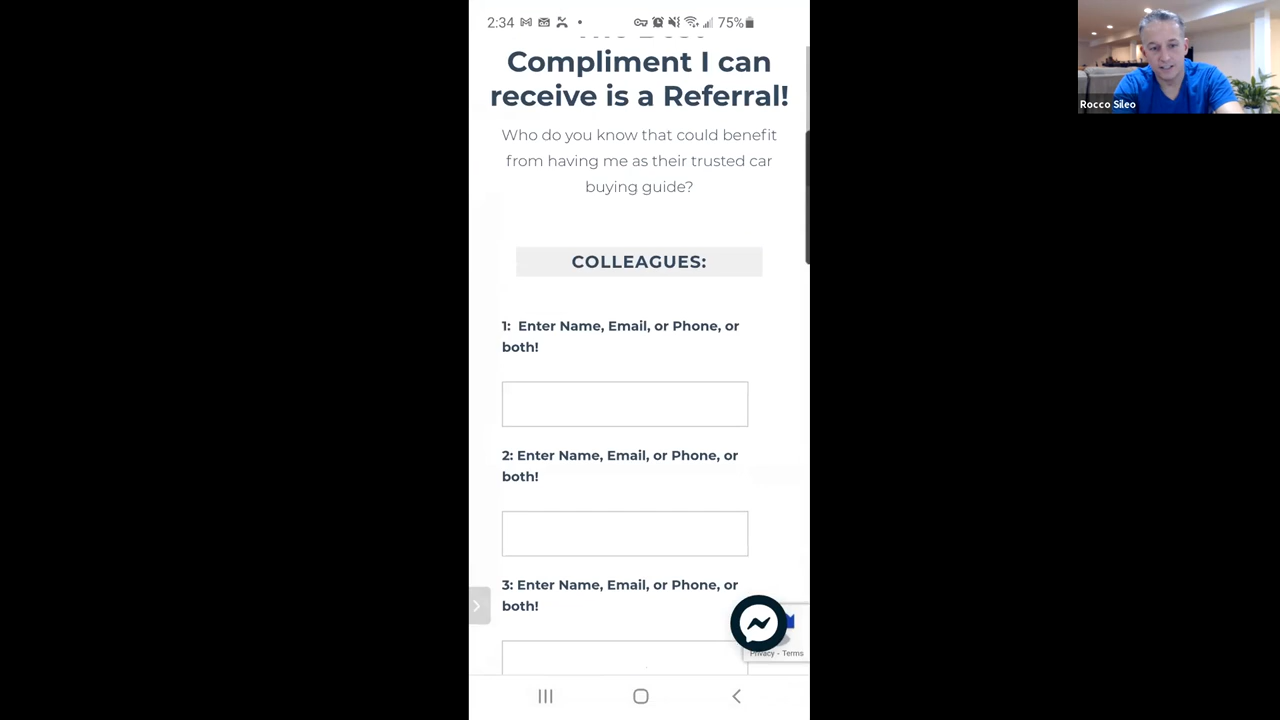 2:34
75%
Compliment I can
receive is a Referral!
Who do you know that could benefit
from having me as their trusted car
buying guide?
COLLEAGUES:
1: Enter Name, Email, or Phone, or
both!
2: Enter Name, Email, or Phone, or
both!
3: Enter Name, Email, or Phone, or
both!
Privacy - Terms
Rocco Sileo